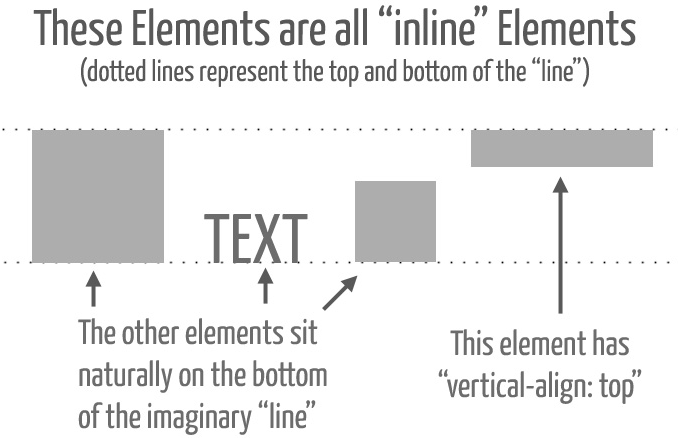 These Elements are all “inline” Elements
(dotted lines represent the top and bottom of the “line”)
TEXT
The other elements sit
naturally on the bottom
of the imaginary “line”
This element has
“vertical-align: top”